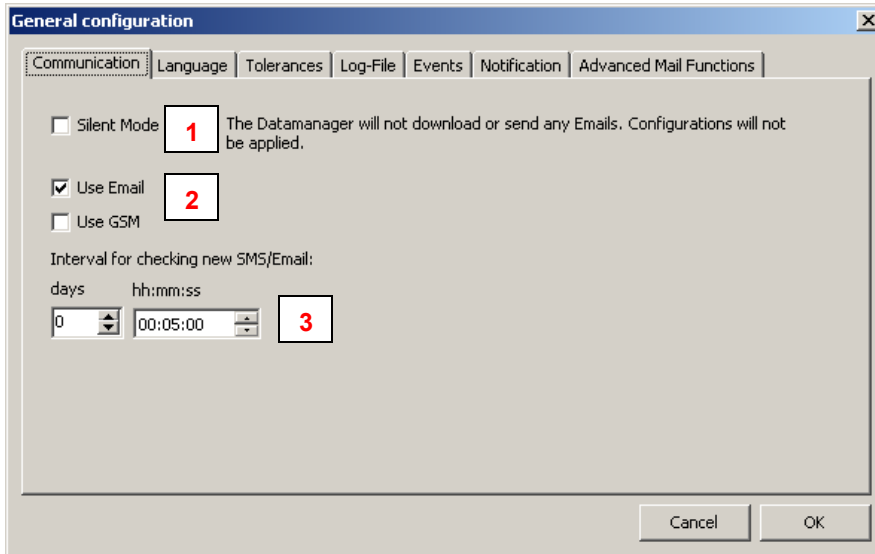 General configuration
Communication Language Tolerances Log-File Events Notification Advanced Mail Functions
Silent Mode 1 The Datamanager will not download or send any Emails. Configurations will not
be applied.
Use Email
2
Use GSM
Interval for checking new SMS/Email:
days hh:mm:ss
0 00:05:00 3
Cancel OK